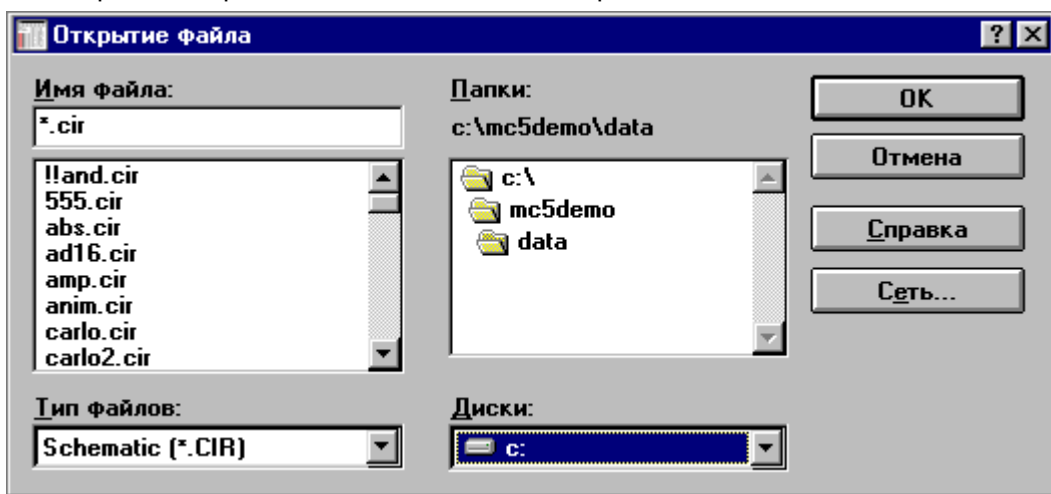 Открытие файла
Имя файла:
*.cir
!!and.cir
555.cir
abs.cir
ad16.cir
amp.cir
anim.cir
carlo.cir
carlo2.cir
Тип файлов:
Schematic (*.CIR)
Папки:
c:\mc5demo\data
c:\
mc5demo
data
Диски:
c:
OK
Отмена
Справка
Сеть...